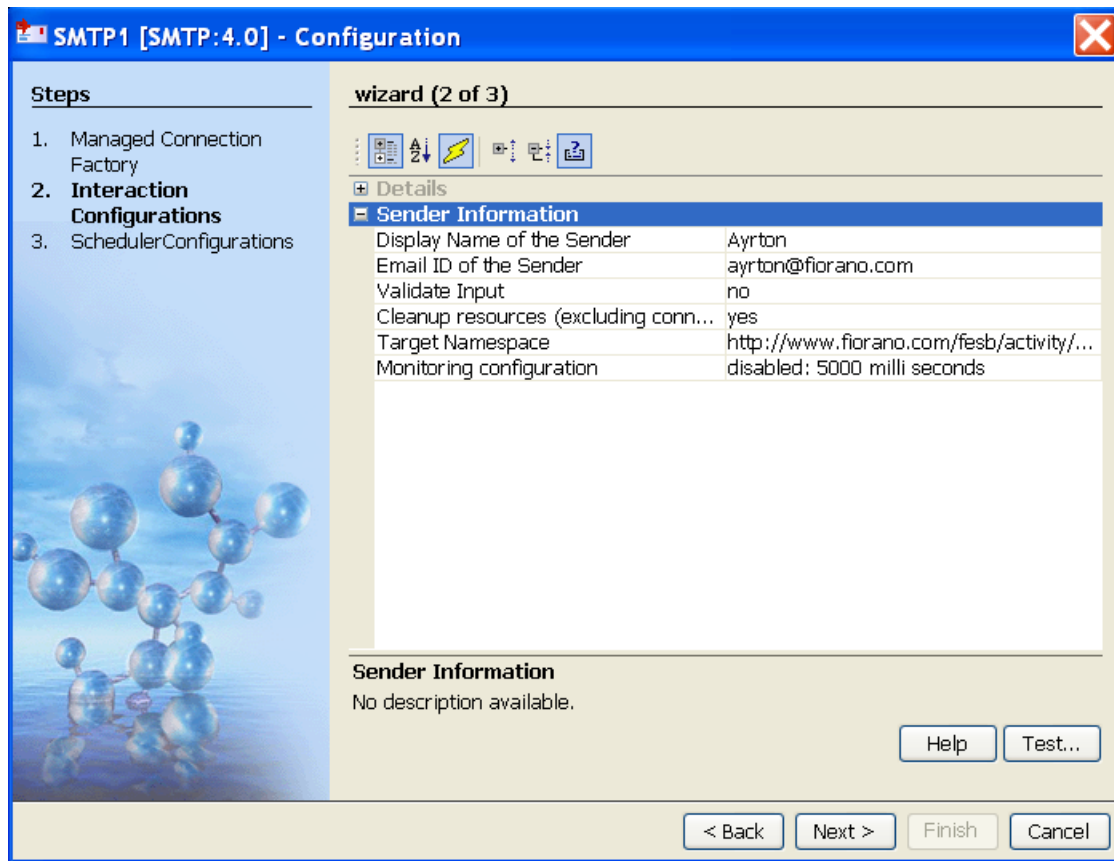 SMTP1 [SMTP:4.0] - Configuration
Steps
1. Managed Connection
Factory
2. Interaction
Configurations
3. SchedulerConfigurations
wizard (2 of 3)
Details
Sender Information
Display Name of the Sender Ayrton
Email ID of the Sender ayrton@fiorano.com
Validate Input no
Cleanup resources (excluding conn... yes
Target Namespace http://www.fiorano.com/fesb/activity/...
Monitoring configuration disabled: 5000 milli seconds
Sender Information
No description available.
Help Test...
< Back Next > Finish Cancel